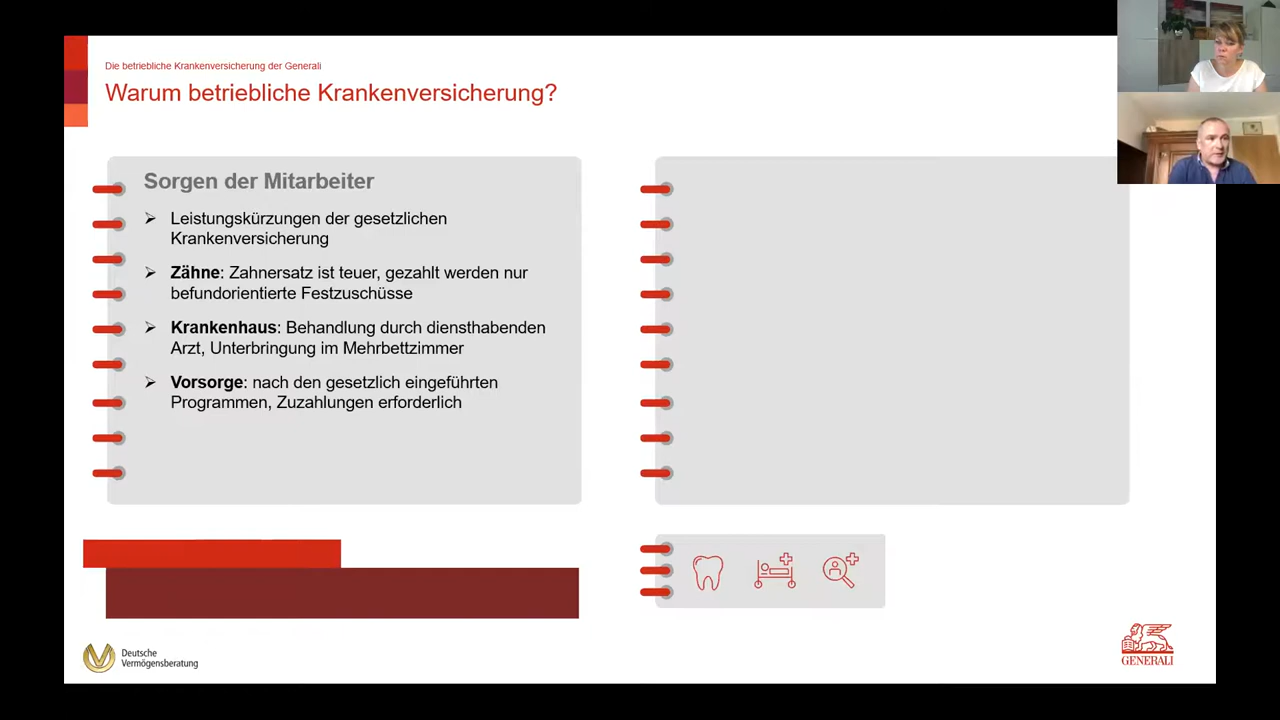 Die betriebliche Krankenversicherung der Generali
Warum betriebliche Krankenversicherung?
Sorgen der Mitarbeiter
Leistungskürzungen der gesetzlichen
Krankenversicherung
Zähne: Zahnersatz ist teuer, gezahlt werden nur
befundorientierte Festzuschüsse
Krankenhaus: Behandlung durch diensthabenden
Arzt, Unterbringung im Mehrbettzimmer
Vorsorge: nach den gesetzlich eingeführten
Programmen, Zuzahlungen erforderlich
Deutsche
Vermögensberatung
GENERALI